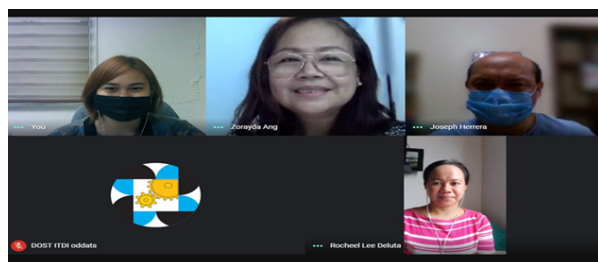 You
Zorayda Ang
Joseph Herrera
DOST ITDI oddats
Rocheel Lee Deluta